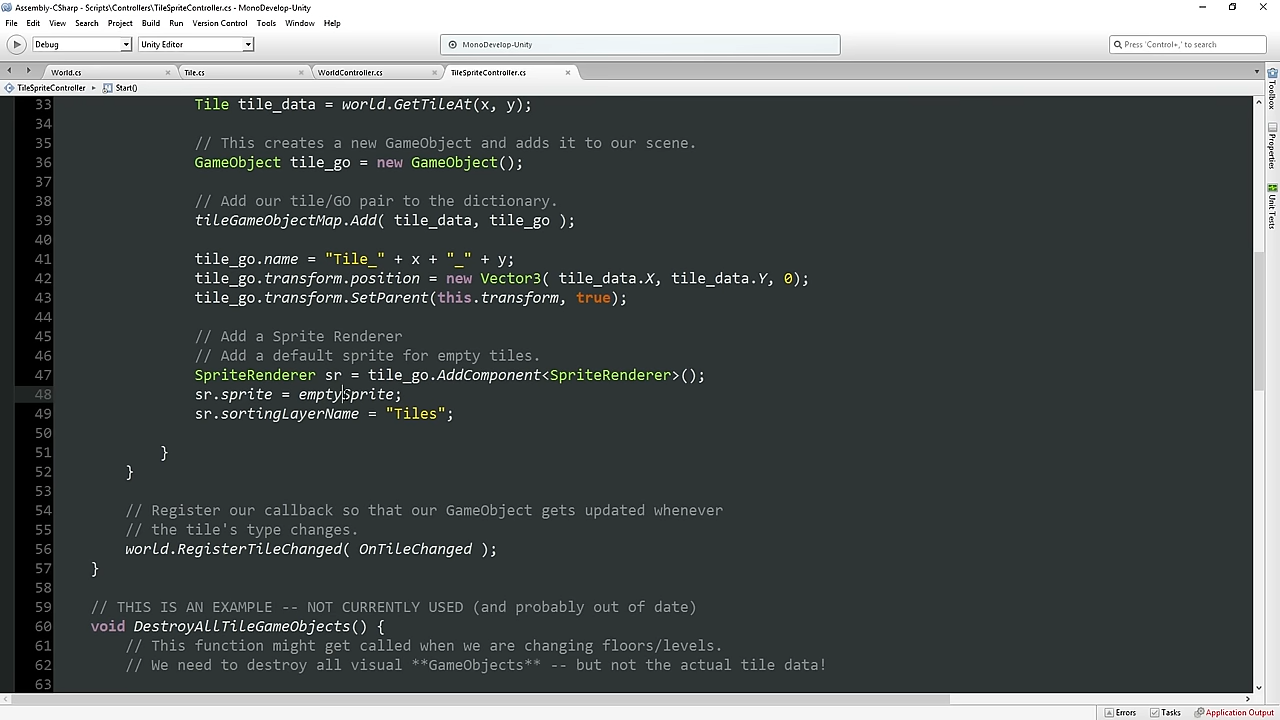 Assembly-CSharp - Scripts\Controllers\TileSpriteController.cs - MonoDevelop-Unity
File Edit View Search Project Build Run Version Control Tools Window Help
Debug Unity Editor MonoDevelop-Unity Press 'Control+,' to search
World.cs Tile.cs WorldController.cs TileSpriteController.cs
TileSpriteController Start()
33 Tile tile_data = world.GetTileAt(x, y);
34
35 // This creates a new GameObject and adds it to our scene.
36 GameObject tile_go = new GameObject();
37
38 // Add our tile/GO pair to the dictionary.
39 tileGameObjectMap.Add( tile_data, tile_go );
40
41 tile_go.name = "Tile_" + x + "_" + y;
42 tile_go.transform.position = new Vector3( tile_data.X, tile_data.Y, 0);
43 tile_go.transform.SetParent(this.transform, true);
44
45 // Add a Sprite Renderer
46 // Add a default sprite for empty tiles.
47 SpriteRenderer sr = tile_go.AddComponent<SpriteRenderer>();
48 sr.sprite = emptySprite;
49 sr.sortingLayerName = "Tiles";
50
51 }
52 }
53
54 // Register our callback so that our GameObject gets updated whenever
55 // the tile's type changes.
56 world.RegisterTileChanged( OnTileChanged );
57 }
58
59 // THIS IS AN EXAMPLE -- NOT CURRENTLY USED (and probably out of date)
60 void DestroyAllTileGameObjects() {
61 // This function might get called when we are changing floors/levels.
62 // We need to destroy all visual **GameObjects** -- but not the actual tile data!
63
Toolbox
Properties
Unit Tests
Errors Tasks Application Output